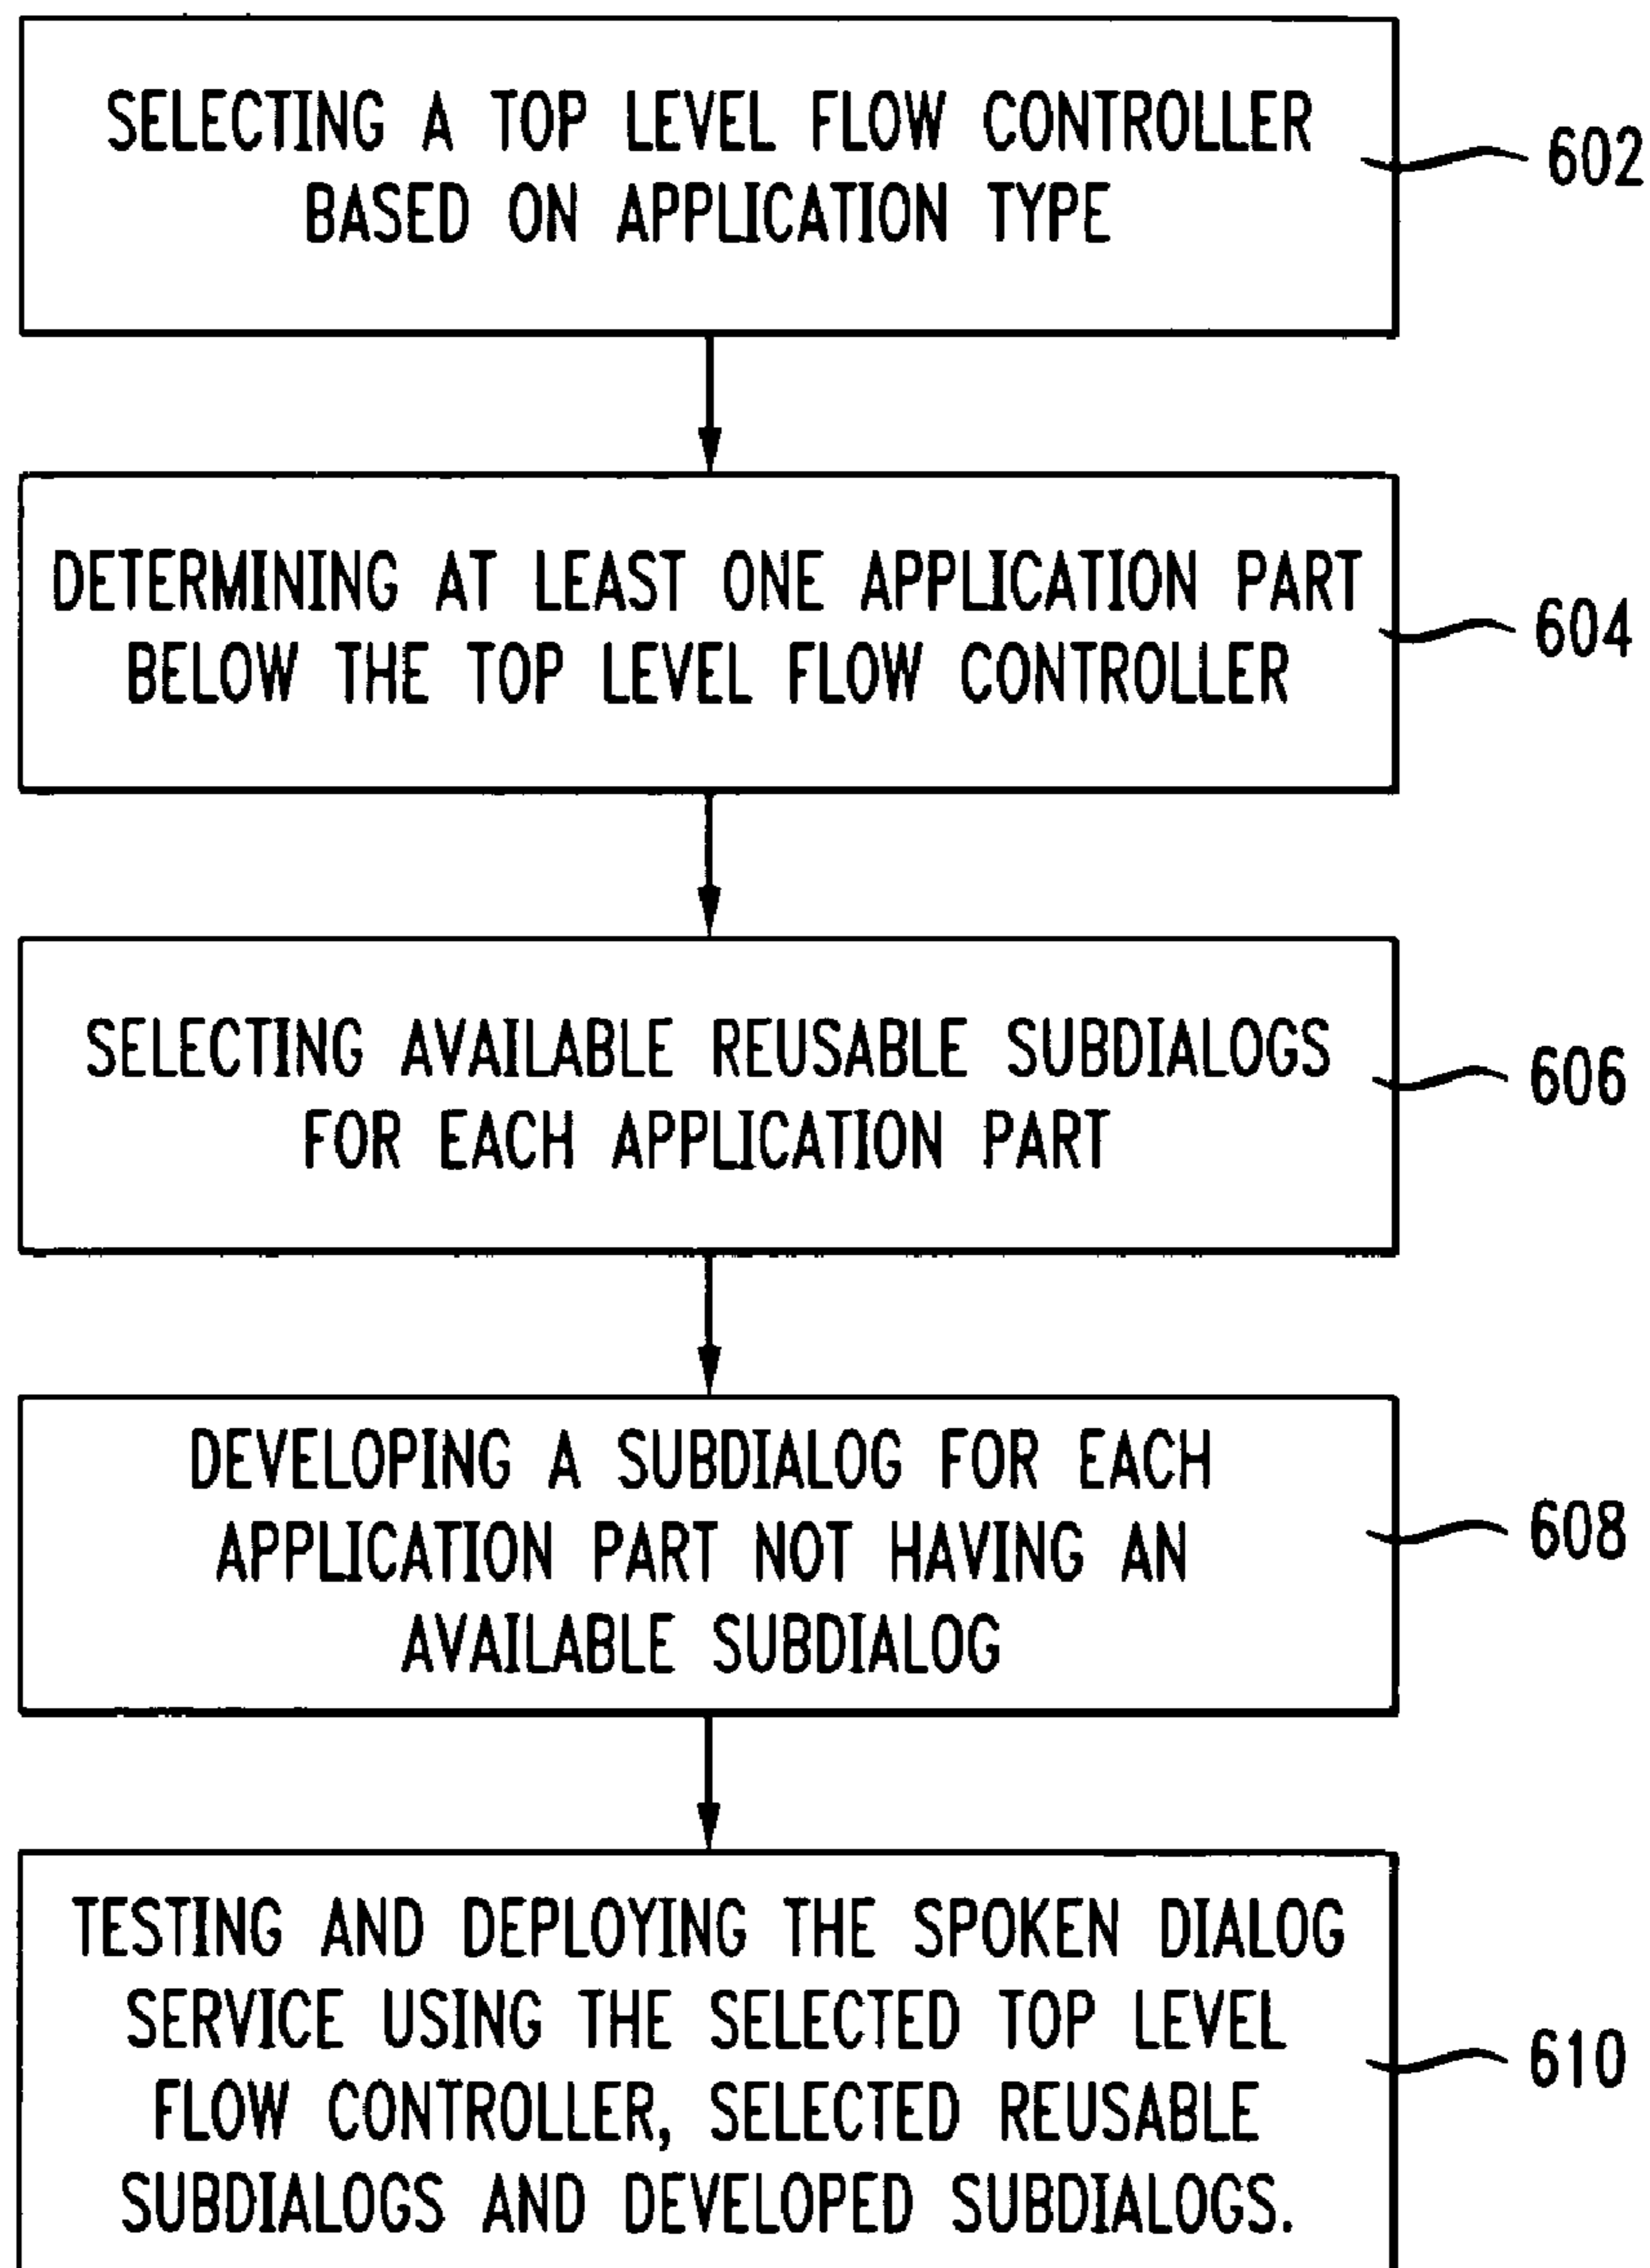 SELECTING A TOP LEVEL FLOW CONTROLLER
BASED ON APPLICATION TYPE
602
DETERMINING AT LEAST ONE APPLICATION PART
BELOW THE TOP LEVEL FLOW CONTROLLER
604
SELECTING AVAILABLE REUSABLE SUBDIALOGS
FOR EACH APPLICATION PART
606
DEVELOPING A SUBDIALOG FOR EACH
APPLICATION PART NOT HAVING AN
AVAILABLE SUBDIALOG
608
TESTING AND DEPLOYING THE SPOKEN DIALOG
SERVICE USING THE SELECTED TOP LEVEL
FLOW CONTROLLER, SELECTED REUSABLE
SUBDIALOGS AND DEVELOPED SUBDIALOGS.
610